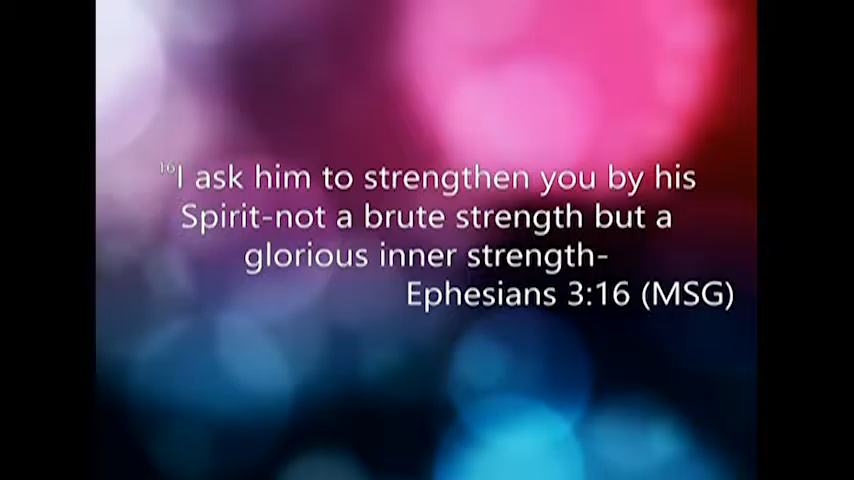 16I ask him to strengthen you by his
Spirit-not a brute strength but a
glorious inner strength-
Ephesians 3:16 (MSG)